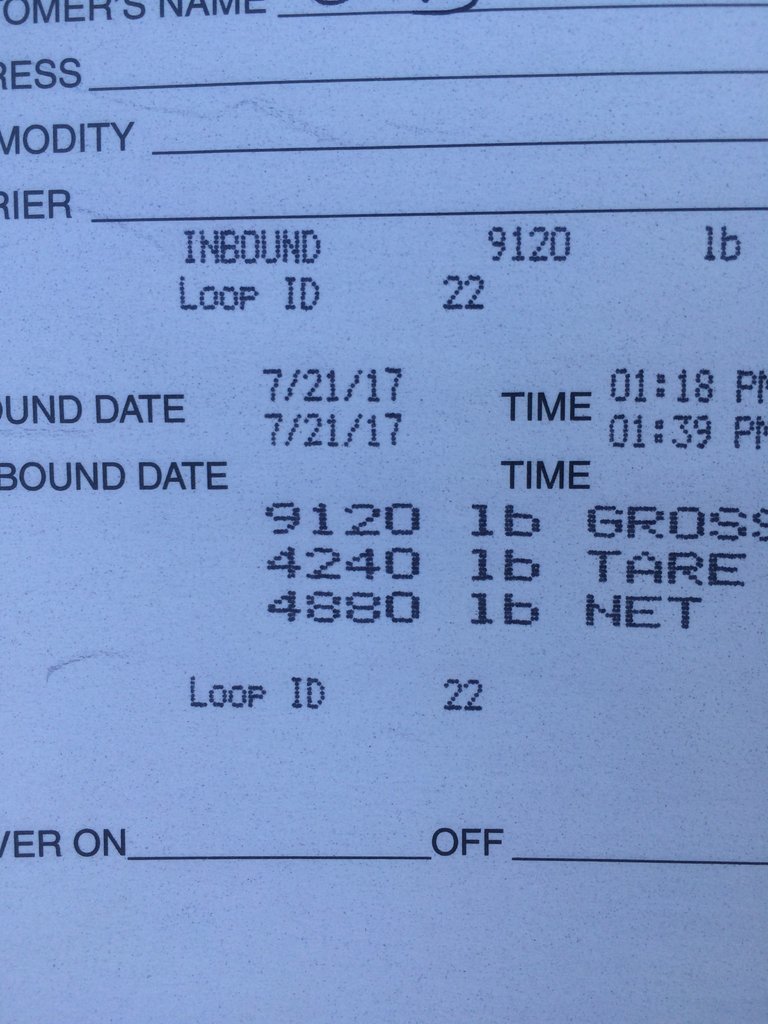 TOMER'S NAME
RESS
MODITY
RIER
INBOUND 9120 lb
Loop ID 22
7/21/17 01:18 PM
OUND DATE TIME
7/21/17 01:39 PM
BOUND DATE TIME
9120 lb GROSS
4240 lb TARE
4880 lb NET
Loop ID 22
VER ON OFF